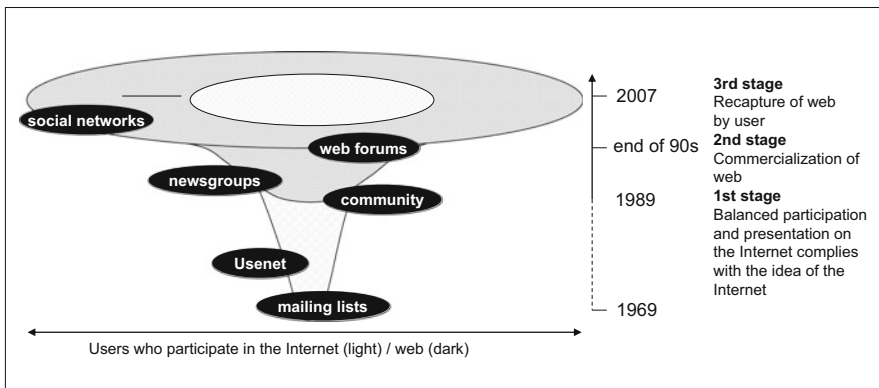 social networks
web forums
newsgroups
community
Usenet
mailing lists
2007
end of 90s
1989
1969
3rd stage
Recapture of web
by user
2nd stage
Commercialization of
web
1st stage
Balanced participation
and presentation on
the Internet complies
with the idea of the
Internet
Users who participate in the Internet (light) / web (dark)